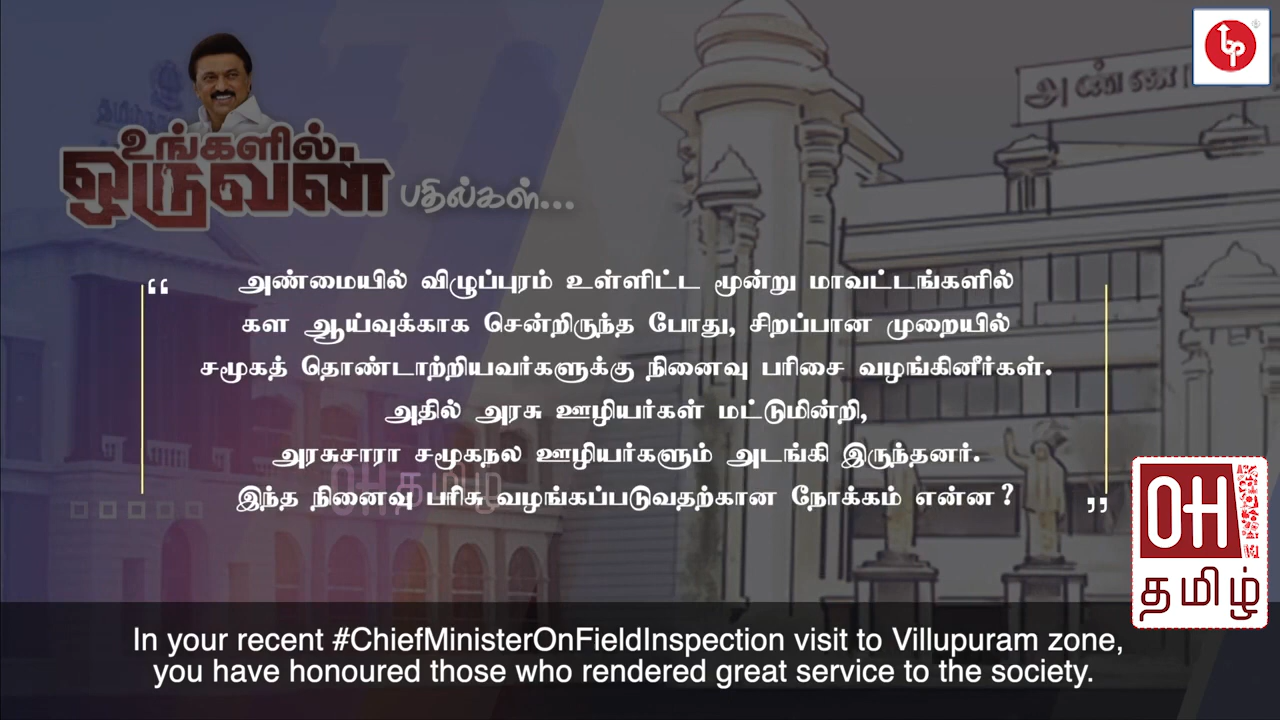 உங்களில்
ஒருவன்
பதில்கள்...
அண்ணா
“ அண்மையில் விழுப்புரம் உள்ளிட்ட மூன்று மாவட்டங்களில்
கள ஆய்வுக்காக சென்றிருந்த போது, சிறப்பான முறையில்
சமூகத் தொண்டாற்றியவர்களுக்கு நினைவு பரிசை வழங்கினீர்கள்.
அதில் அரசு ஊழியர்கள் மட்டுமின்றி,
அரசுசாரா சமூகநல ஊழியர்களும் அடங்கி இருந்தனர்.
இந்த நினைவு பரிசு வழங்கப்படுவதற்கான நோக்கம் என்ன? ”
OHதமிழ்
OH
தமிழ்
In your recent #ChiefMinisterOnFieldInspection visit to Villupuram zone,
you have honoured those who rendered great service to the society.